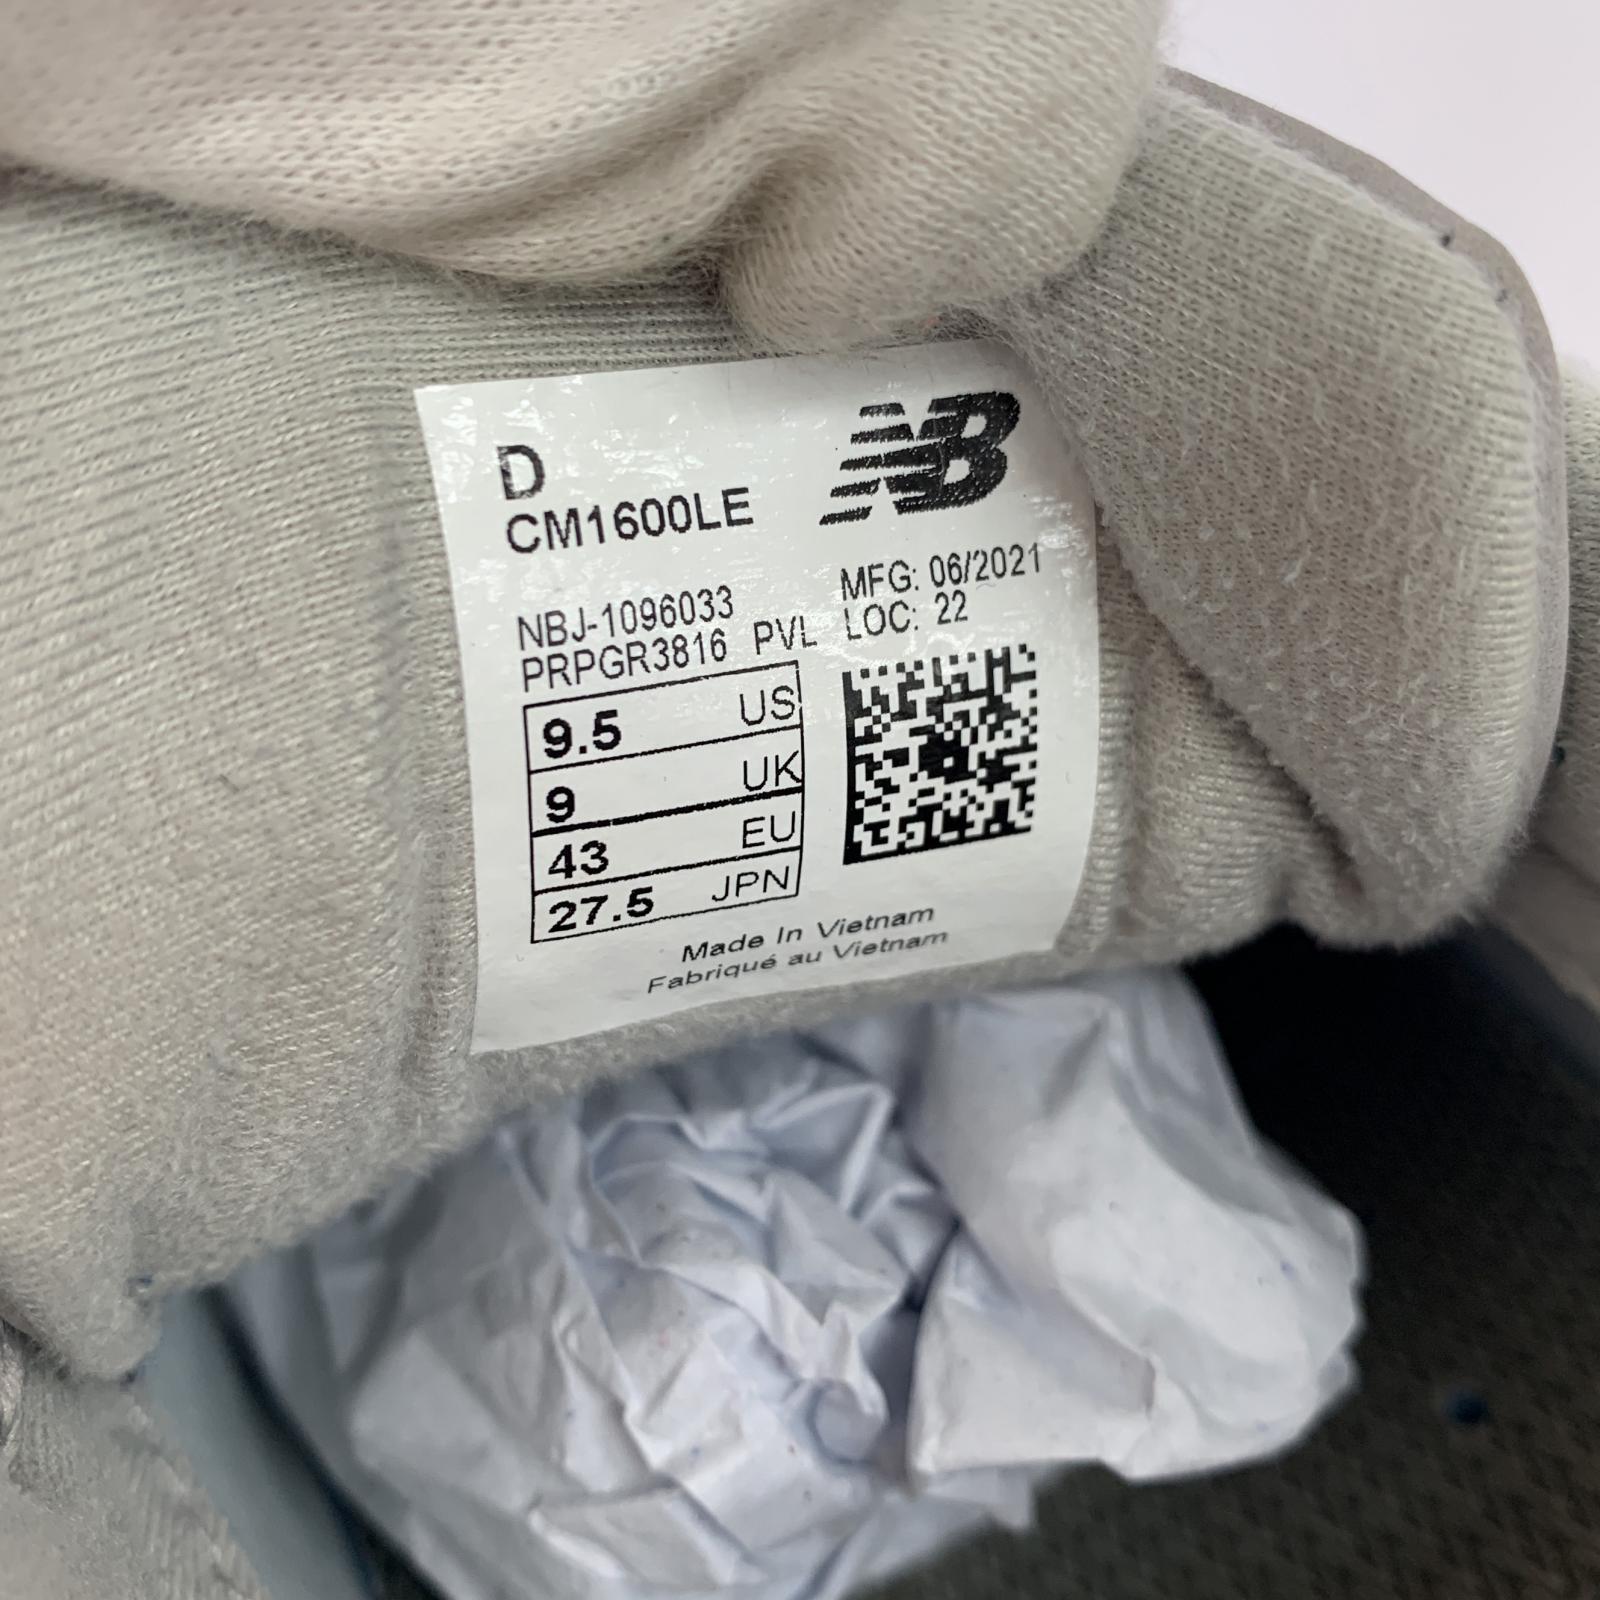 D
NB
CM1600LE
MFG: 06/2021
NBJ-1096033
LOC: 22
PRPGR3816 PVL
9.5 US
9 UK
43 EU
27.5 JPN
Made In Vietnam
Fabriqué au Vietnam